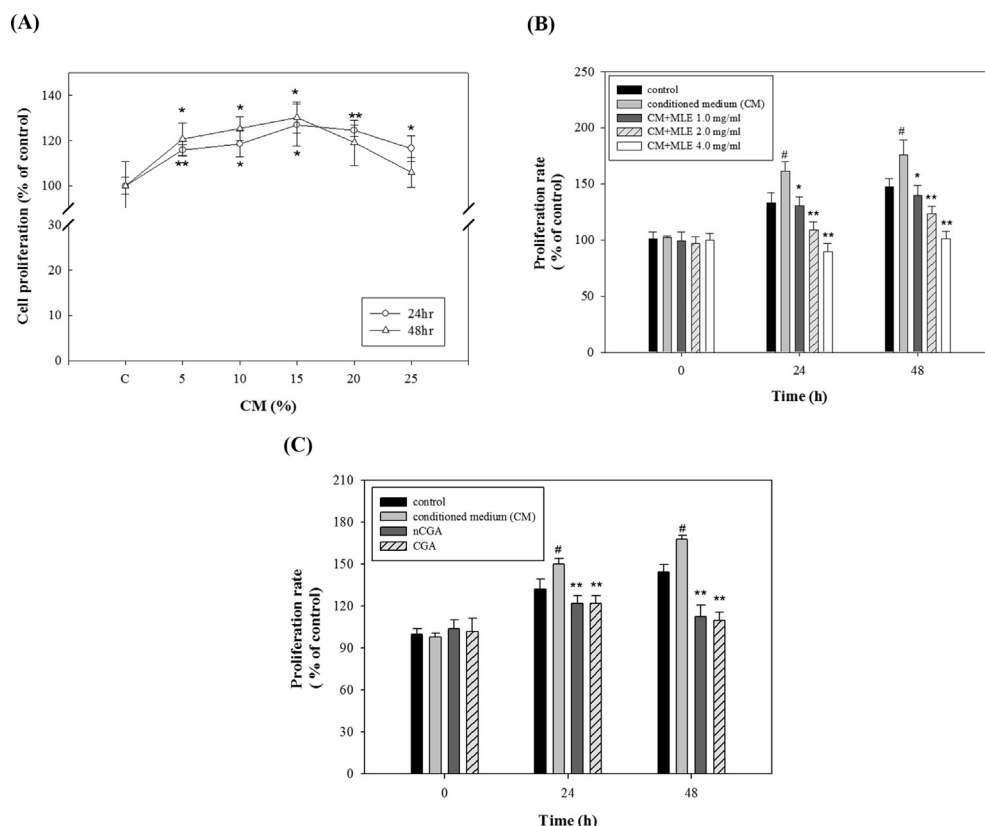 (A)
140
120
100
30
20
10
0
Cell proliferation (% of control)
* * * ** *
** * *
24hr
48hr
C 5 10 15 20 25
CM (%)
(B)
250
200
150
100
50
0
Proliferation rate
( % of control)
control
conditioned medium (CM)
CM+MLE 1.0 mg/ml
CM+MLE 2.0 mg/ml
CM+MLE 4.0 mg/ml
# * ** **
# * ** **
0 24 48
Time (h)
(C)
210
180
150
120
90
60
30
0
Proliferation rate
( % of control)
control
conditioned medium (CM)
nCGA
CGA
# ** **
# ** **
0 24 48
Time (h)